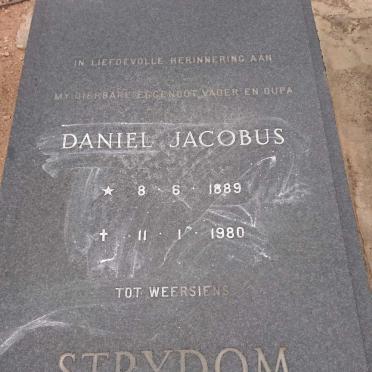 IN LIEFDEVOLLE HERINNERING AAN
MY DIERBARE EGGENOOT, VADER EN OUPA
DANIEL JACOBUS
★ 8 · 6 · 1889
✝ 11 · 1 · 1980
TOT WEERSIENS
STRYDOM